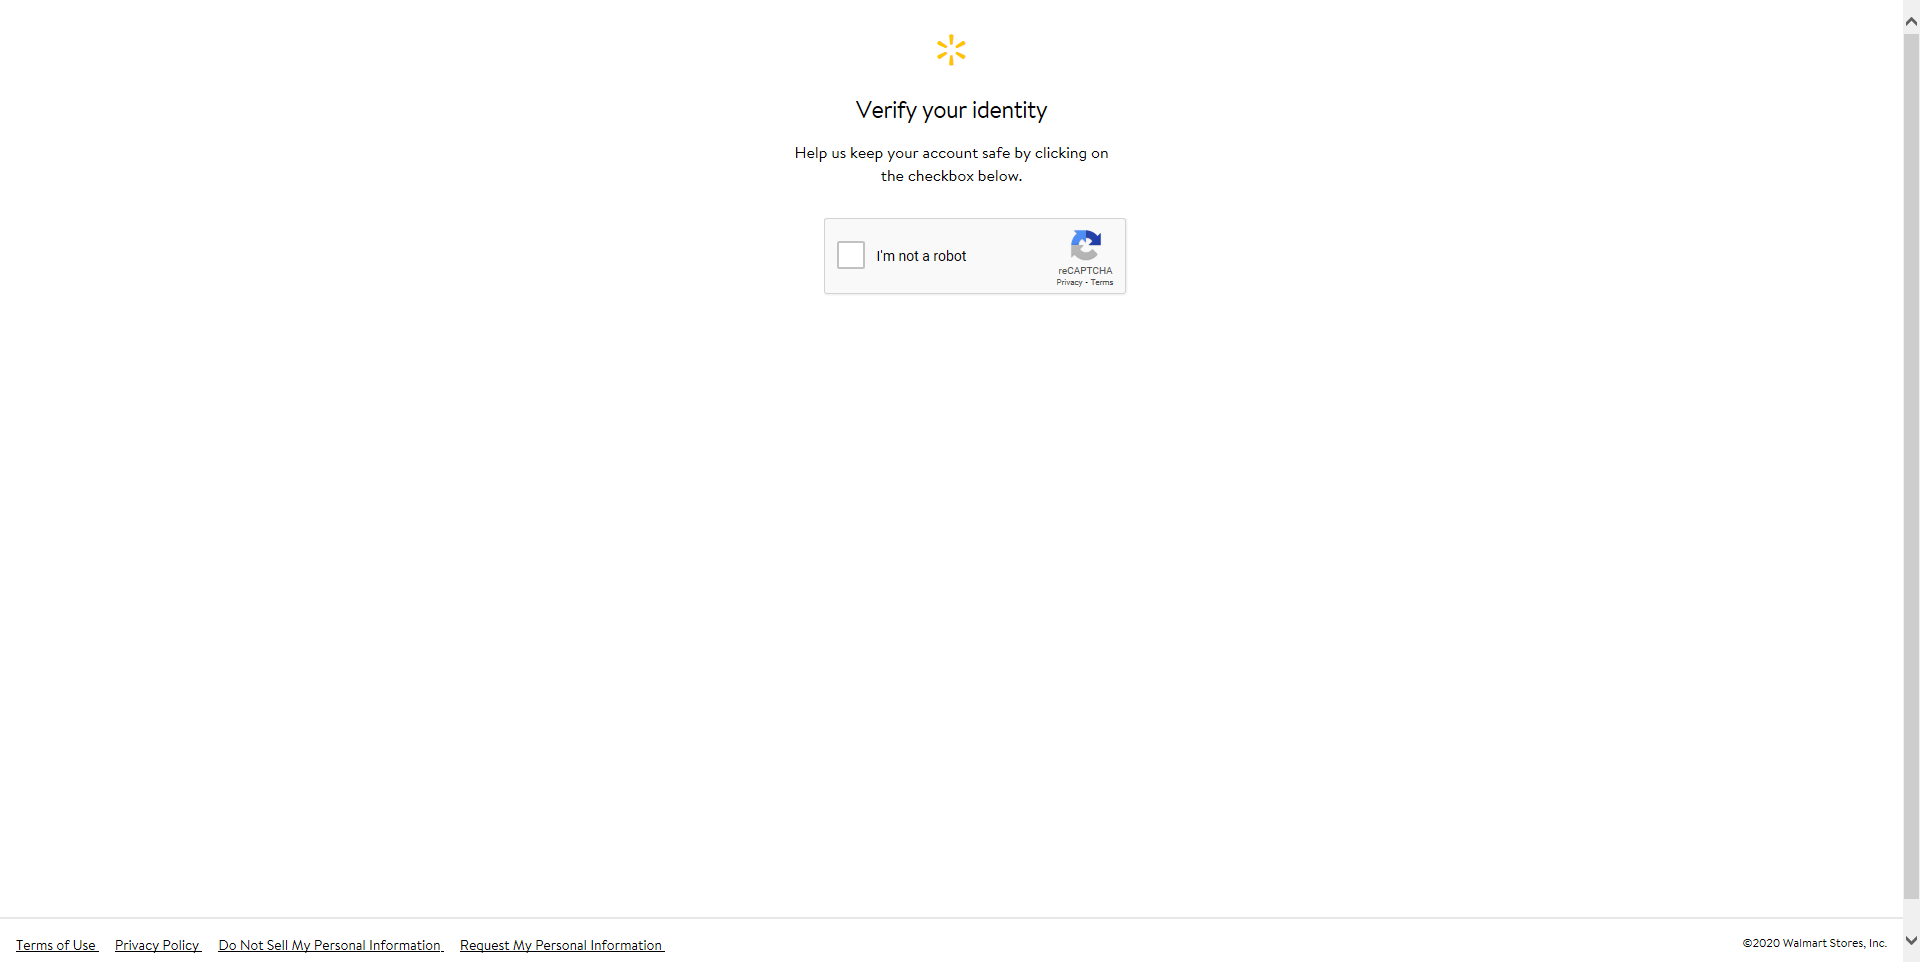 Verify your identity
Help us keep your account safe by clicking on
the checkbox below.
I'm not a robot
reCAPTCHA
Privacy - Terms
Terms of Use
Privacy Policy
Do Not Sell My Personal Information
Request My Personal Information
©2020 Walmart Stores, Inc.